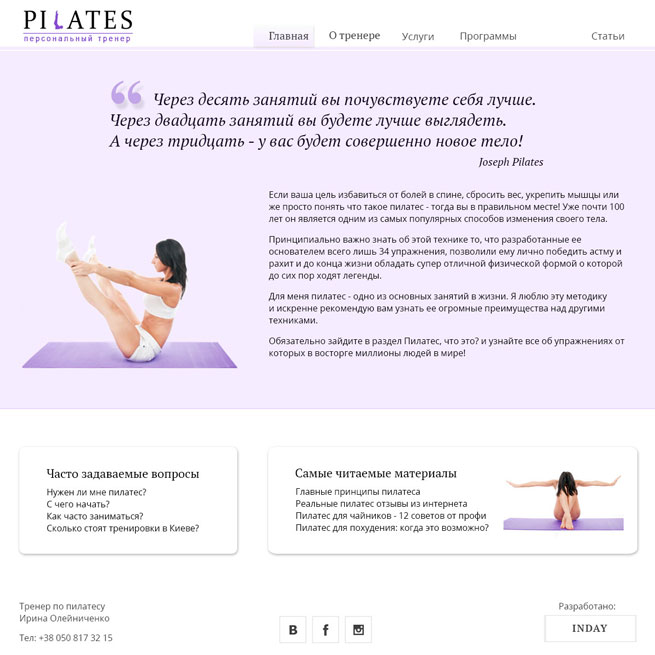 PILATES
персональный тренер
Главная О тренере Услуги Программы Статьи
“ Через десять занятий вы почувствуете себя лучше.
Через двадцать занятий вы будете лучше выглядеть.
А через тридцать - у вас будет совершенно новое тело!
Joseph Pilates
Если ваша цель избавиться от болей в спине, сбросить вес, укрепить мышцы или
же просто понять что такое пилатес - тогда вы в правильном месте! Уже почти 100
лет он является одним из самых популярных способов изменения своего тела.
Принципиально важно знать об этой технике то, что разработанные ее
основателем всего лишь 34 упражнения, позволили ему лично победить астму и
рахит и до конца жизни обладать супер отличной физической формой о которой
до сих пор ходят легенды.
Для меня пилатес - одно из основных занятий в жизни. Я люблю эту методику
и искренне рекомендую вам узнать ее огромные преимущества над другими
техниками.
Обязательно зайдите в раздел Пилатес, что это? и узнайте все об упражнениях от
которых в восторге миллионы людей в мире!
Часто задаваемые вопросы
Нужен ли мне пилатес?
С чего начать?
Как часто заниматься?
Сколько стоят тренировки в Киеве?
Самые читаемые материалы
Главные принципы пилатеса
Реальные пилатес отзывы из интернета
Пилатес для чайников - 12 советов от профи
Пилатес для похудения: когда это возможно?
Тренер по пилатесу
Ирина Олейниченко
Тел: +38 050 817 32 15
В f
Разработано:
INDAY